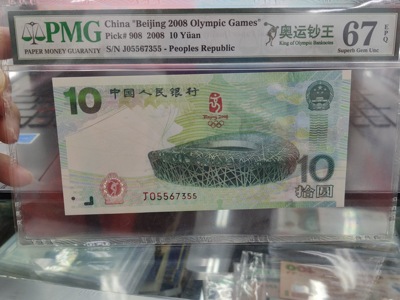 PMG
PAPER MONEY GUARANTY
China "Beijing 2008 Olympic Games"
Pick# 908 2008 10 Yüan
S/N J05567355 - Peoples Republic
奥运钞王
King of Olympic Banknotes
67 EPQ
Superb Gem Unc
10
中国人民银行
Beijing 2008
10
拾圆
J05567355